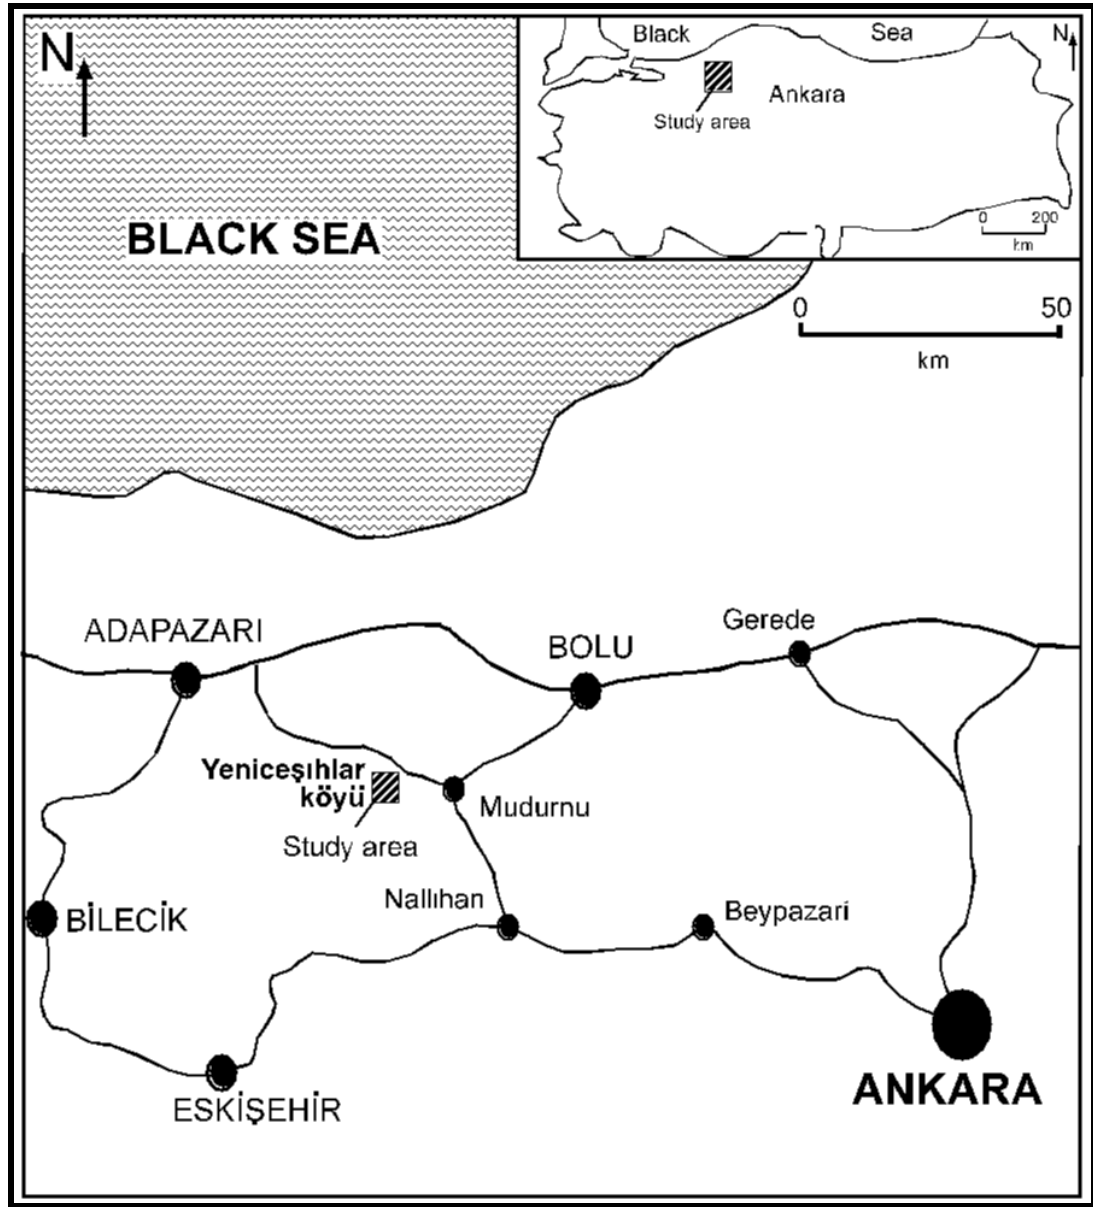 N
Black
Sea
N
Ankara
Study area
0 200
km
BLACK SEA
0 50
km
ADAPAZARI
Gerede
BOLU
Yeniceşıhlar
köyü
Mudurnu
Study area
Nallıhan
Beypazari
BİLECİK
ANKARA
ESKİŞEHİR